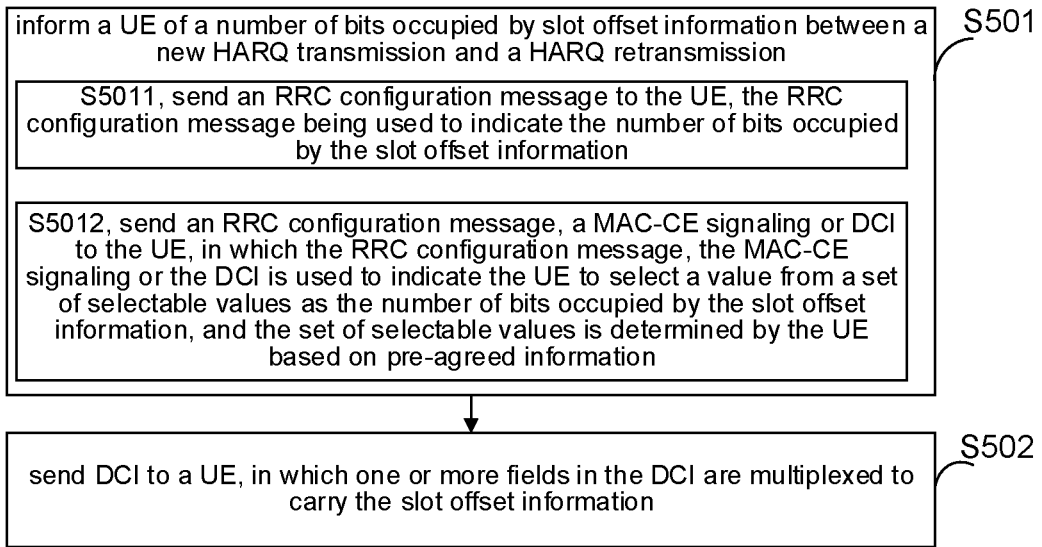 inform a UE of a number of bits occupied by slot offset information between a
new HARQ transmission and a HARQ retransmission
S501
S5011, send an RRC configuration message to the UE, the RRC
configuration message being used to indicate the number of bits occupied
by the slot offset information
S5012, send an RRC configuration message, a MAC-CE signaling or DCI
to the UE, in which the RRC configuration message, the MAC-CE
signaling or the DCI is used to indicate the UE to select a value from a set
of selectable values as the number of bits occupied by the slot offset
information, and the set of selectable values is determined by the UE
based on pre-agreed information
S502
send DCI to a UE, in which one or more fields in the DCI are multiplexed to
carry the slot offset information